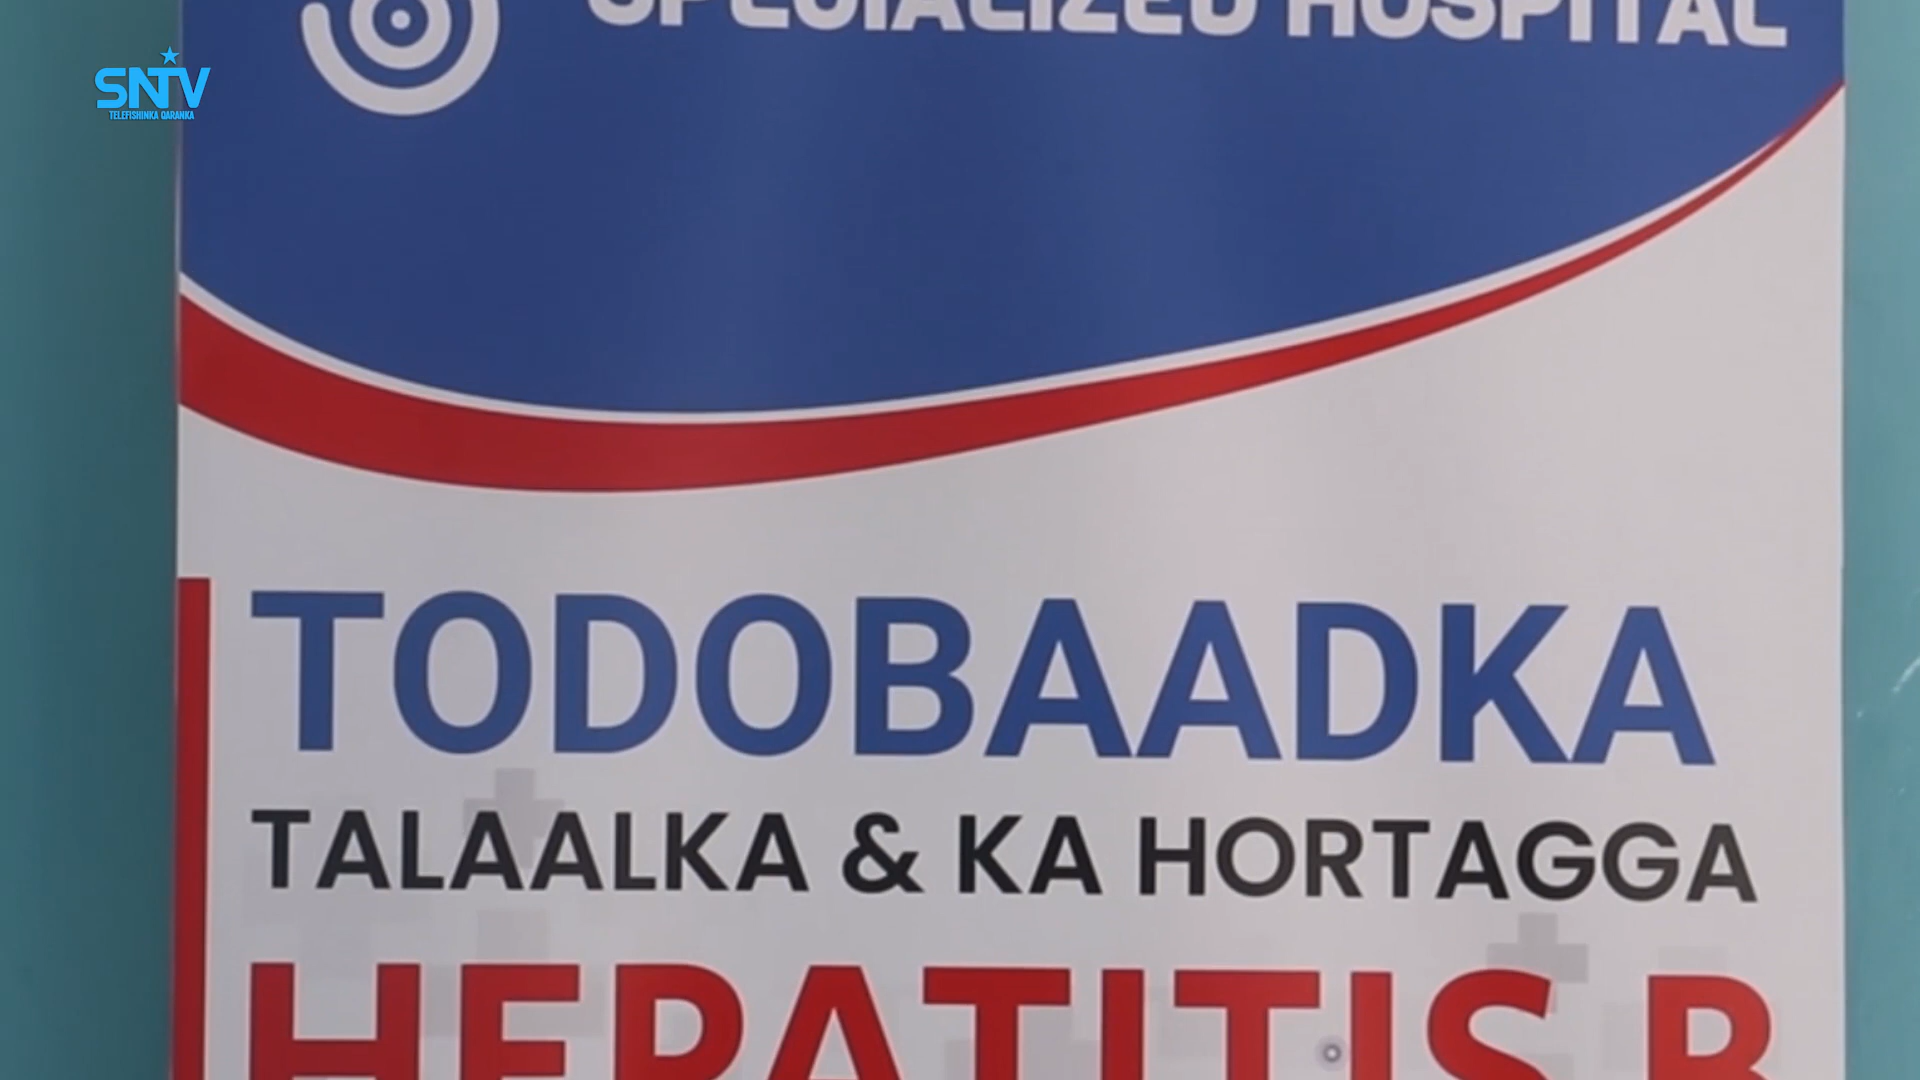 SPECIALIZED HOSPITAL
SNTV
TELEFISHINKA QARANKA
TODOBAADKA
TALAALKA & KA HORTAGGA
HEPATITIS B